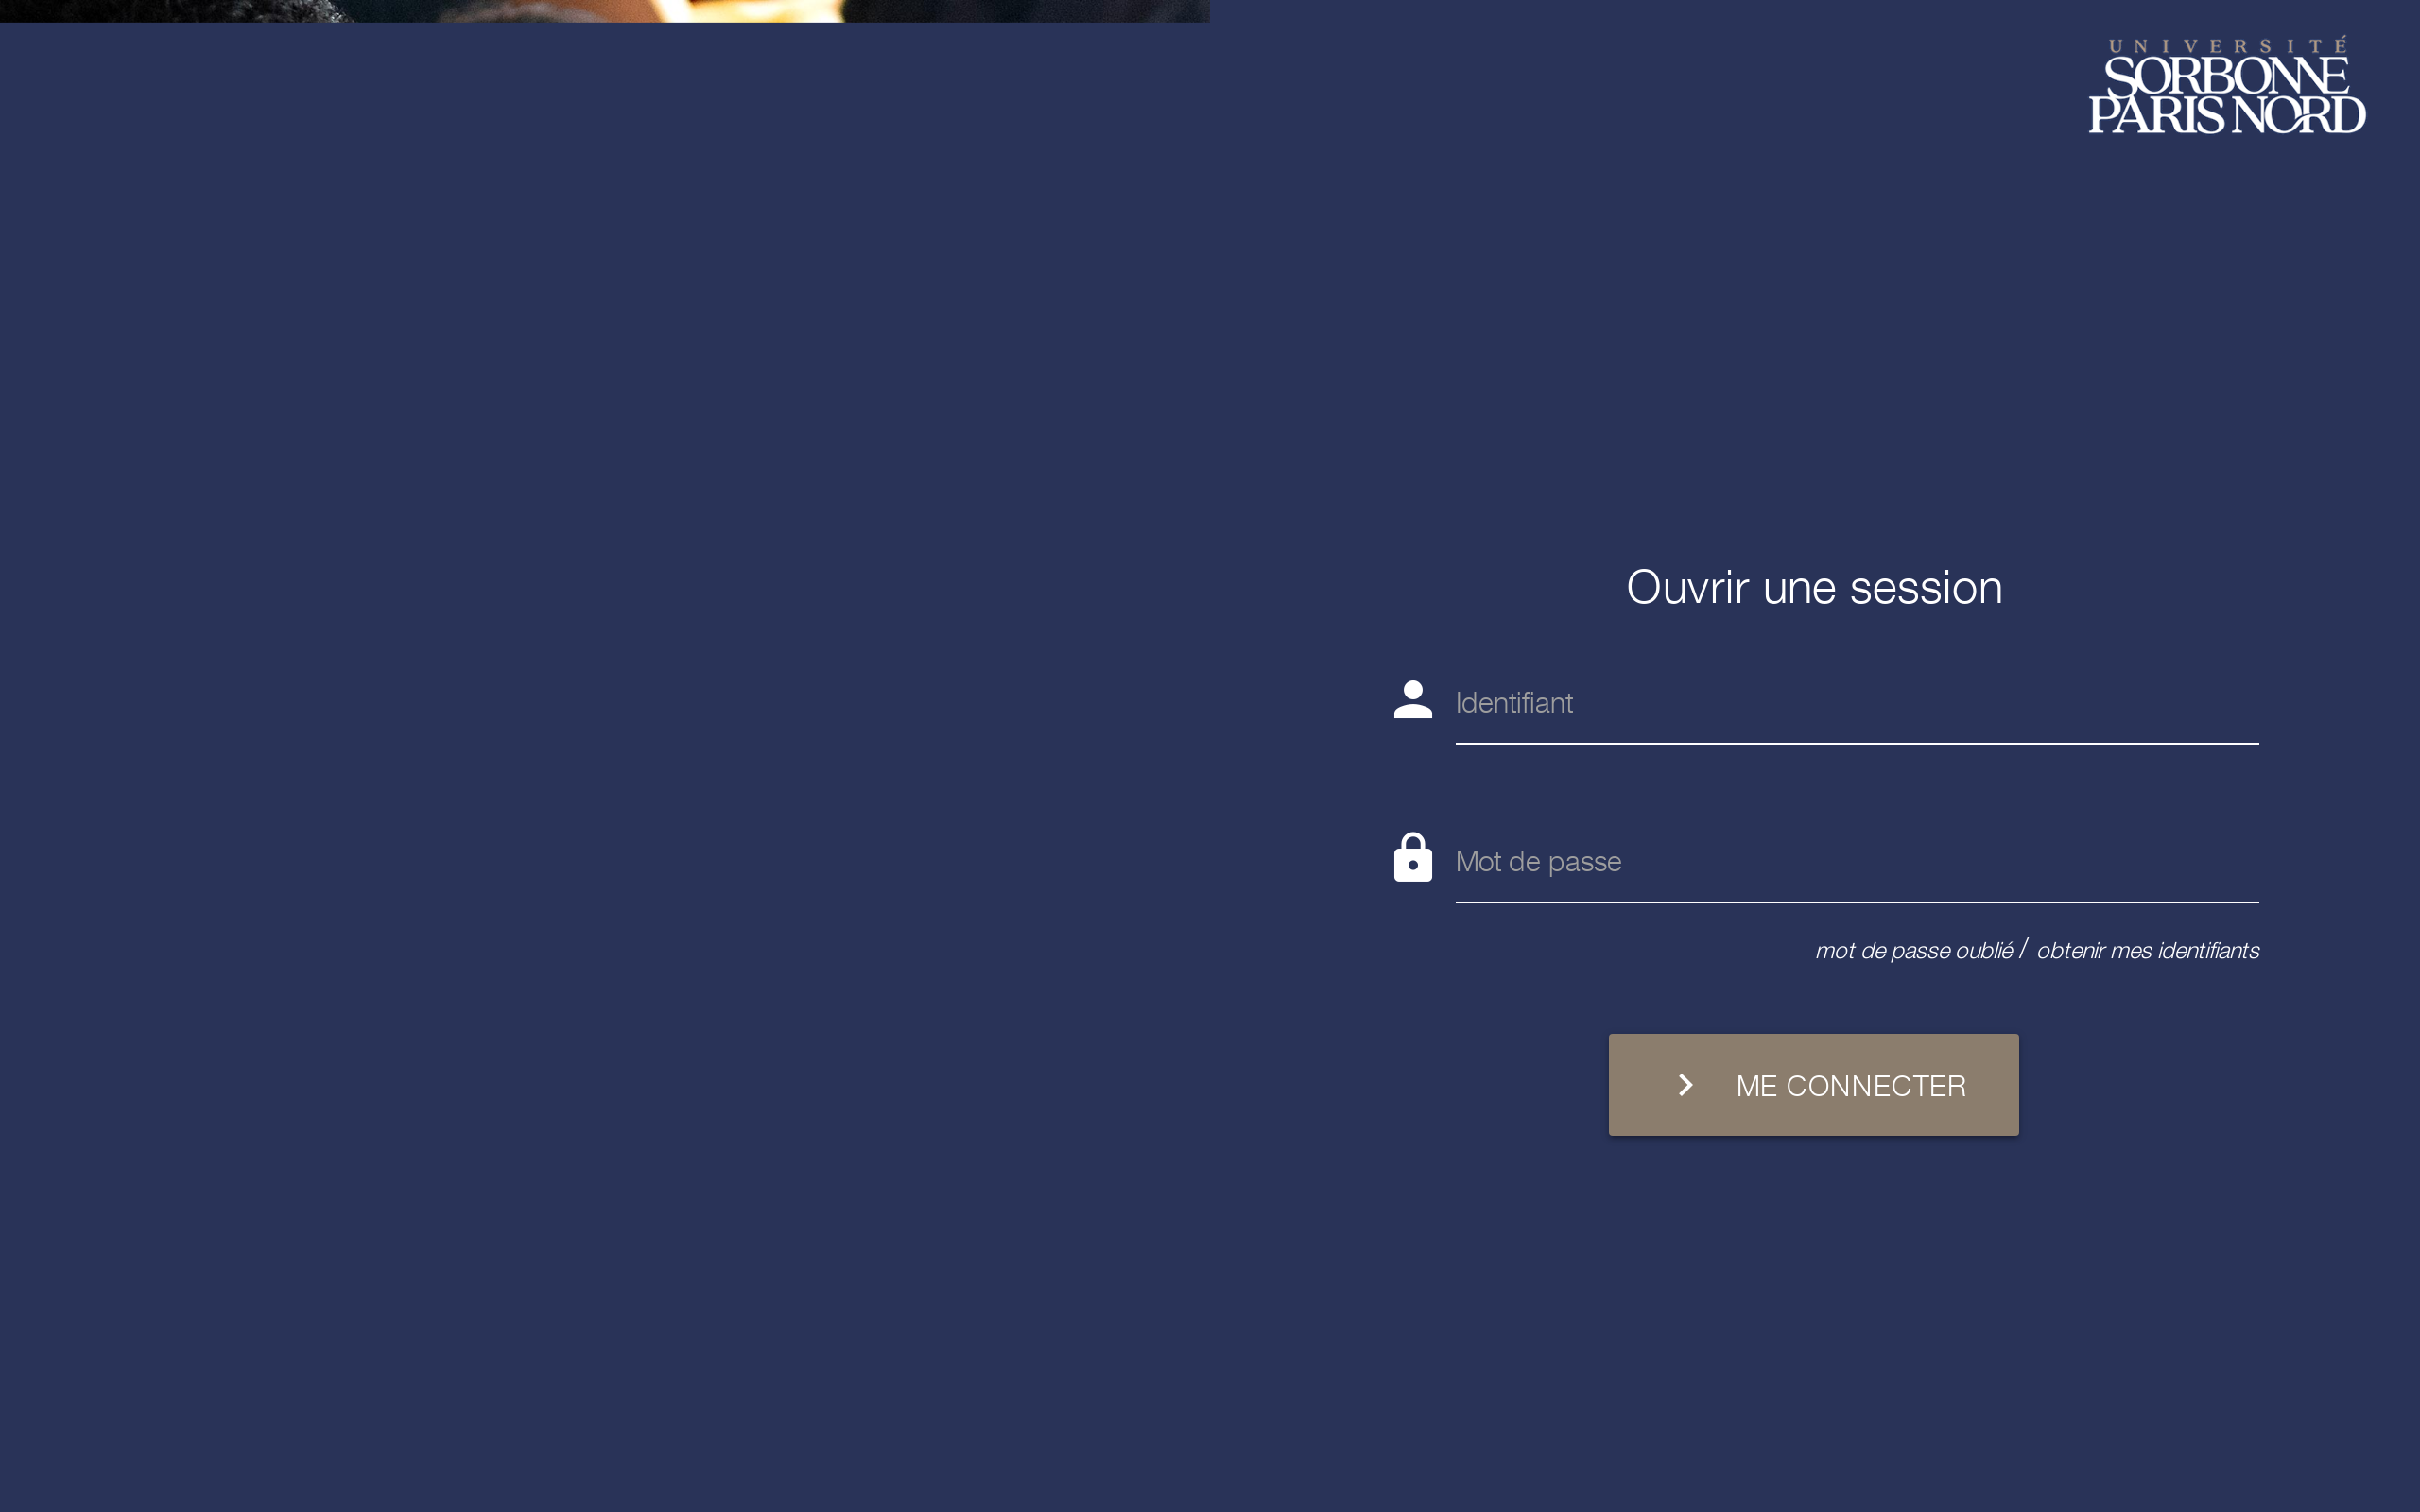 UNIVERSITÉ
SORBONNE
PARIS NORD
Ouvrir une session
Identifiant
Mot de passe
mot de passe oublié / obtenir mes identifiants
ME CONNECTER